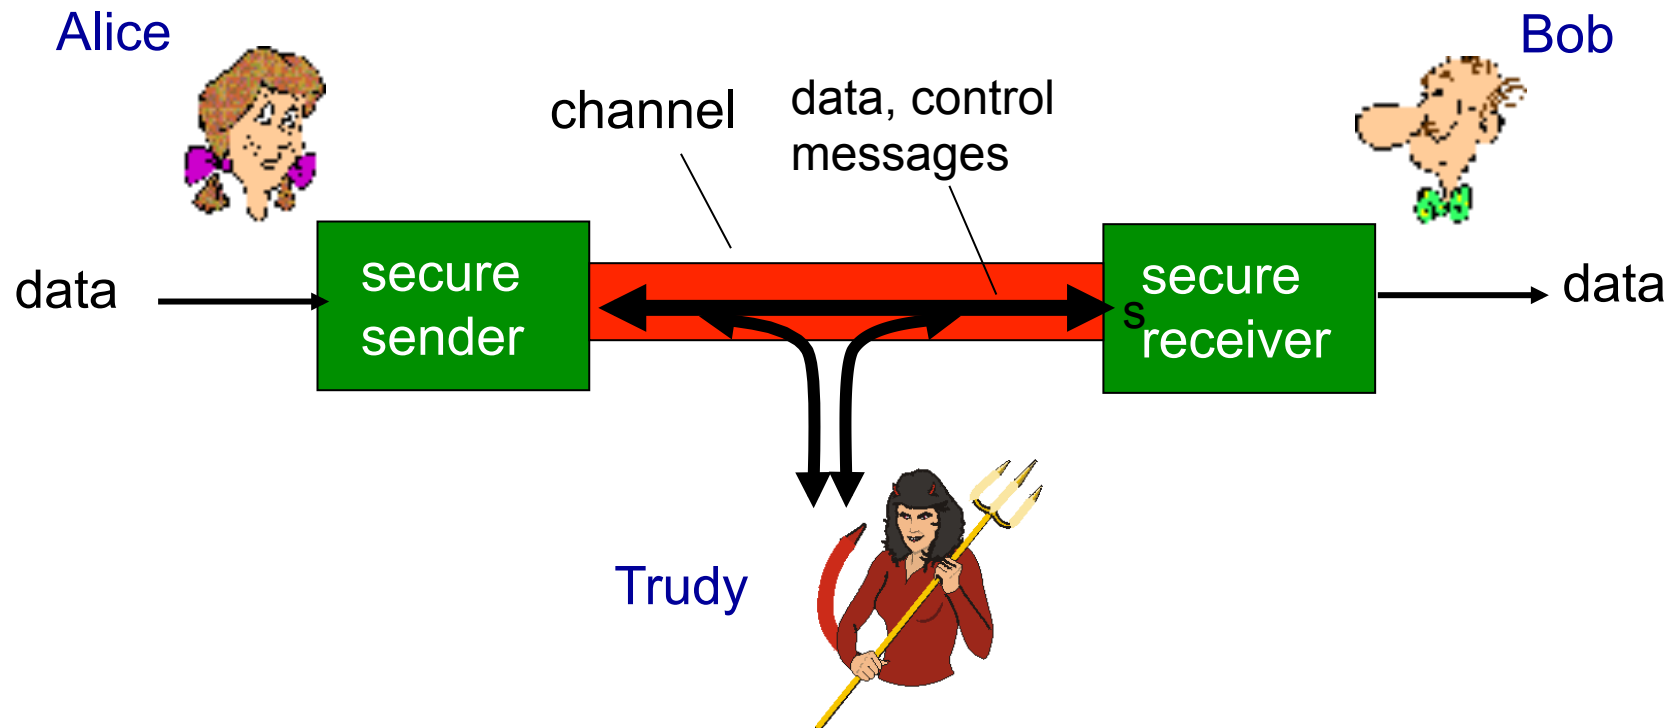 Alice
Bob
channel
data, control
messages
data
secure
sender
s
secure
receiver
data
Trudy